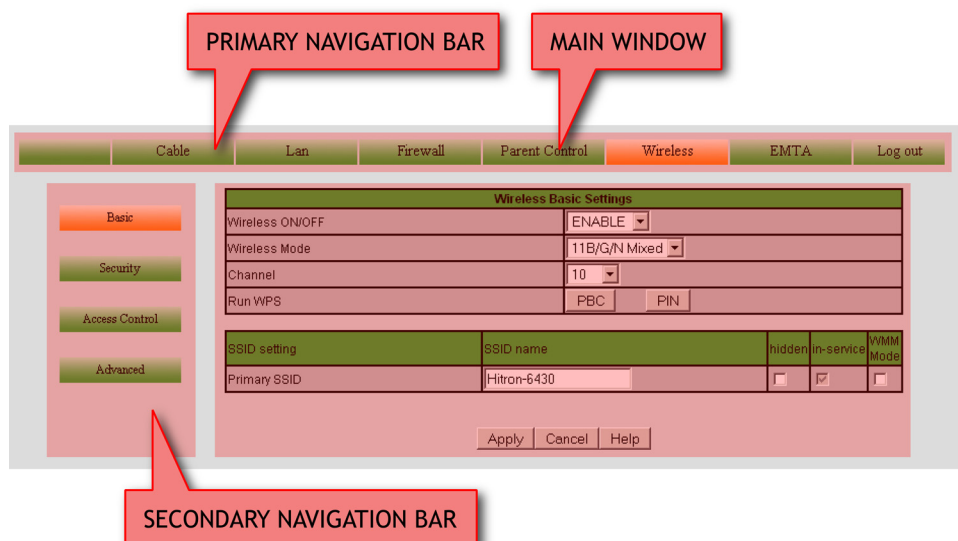 PRIMARY NAVIGATION BAR
MAIN WINDOW
Cable Lan Firewall Parent Control Wireless EMTA Log out
Basic
Security
Access Control
Advanced
Wireless Basic Settings
Wireless ON/OFF ENABLE
Wireless Mode 11B/G/N Mixed
Channel 10
Run WPS PBC PIN
SSID setting SSID name hidden in-service WMM Mode
Primary SSID Hitron-6430
Apply Cancel Help
SECONDARY NAVIGATION BAR